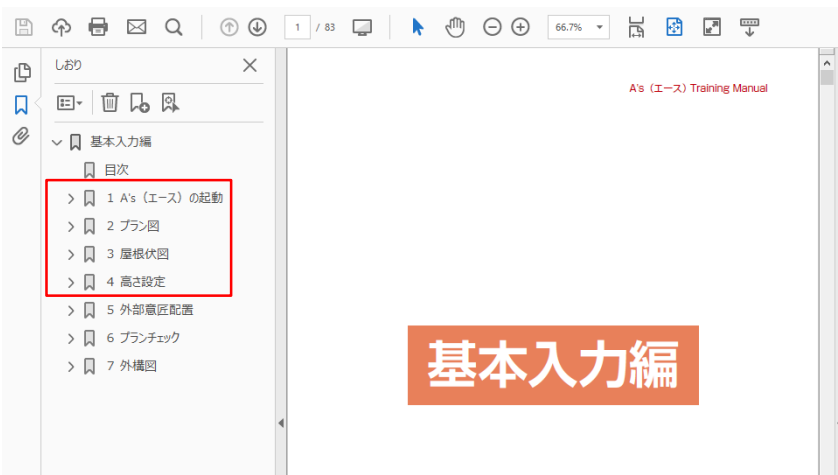 1 / 83
66.7%
しおり
A's（エース）Training Manual
基本入力編
目次
1 A's（エース）の起動
2 プラン図
3 屋根伏図
4 高さ設定
5 外部意匠配置
6 プランチェック
7 外構図
基本入力編